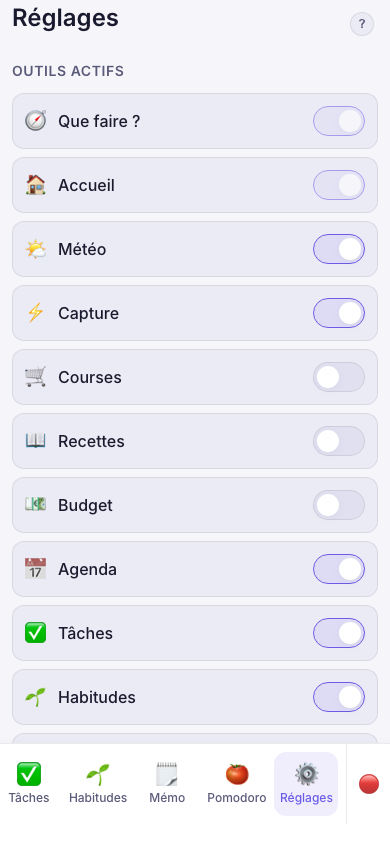 Réglages
?
OUTILS ACTIFS
Que faire ?
Accueil
Météo
Capture
Courses
Recettes
Budget
Agenda
Tâches
Habitudes
Tâches
Habitudes
Mémo
Pomodoro
Réglages